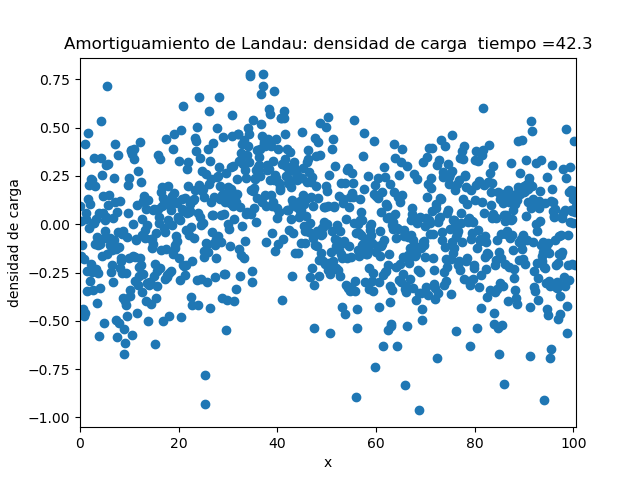 Amortiguamiento de Landau: densidad de carga  tiempo =42.3
densidad de carga
0.75
0.50
0.25
0.00
−0.25
−0.50
−0.75
−1.00
0 20 40 60 80 100
x